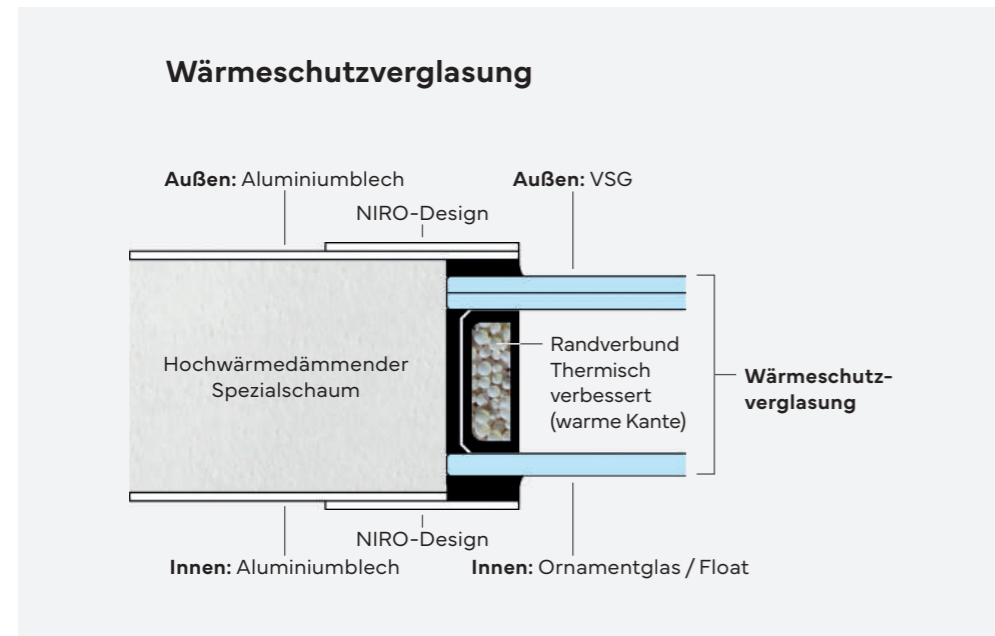 Wärmeschutzverglasung
Außen: Aluminiumblech
Außen: VSG
NIRO-Design
Hochwärmedämmender
Spezialschaum
Randverbund
Thermisch
verbessert
(warme Kante)
Wärmeschutz-
verglasung
NIRO-Design
Innen: Aluminiumblech
Innen: Ornamentglas / Float